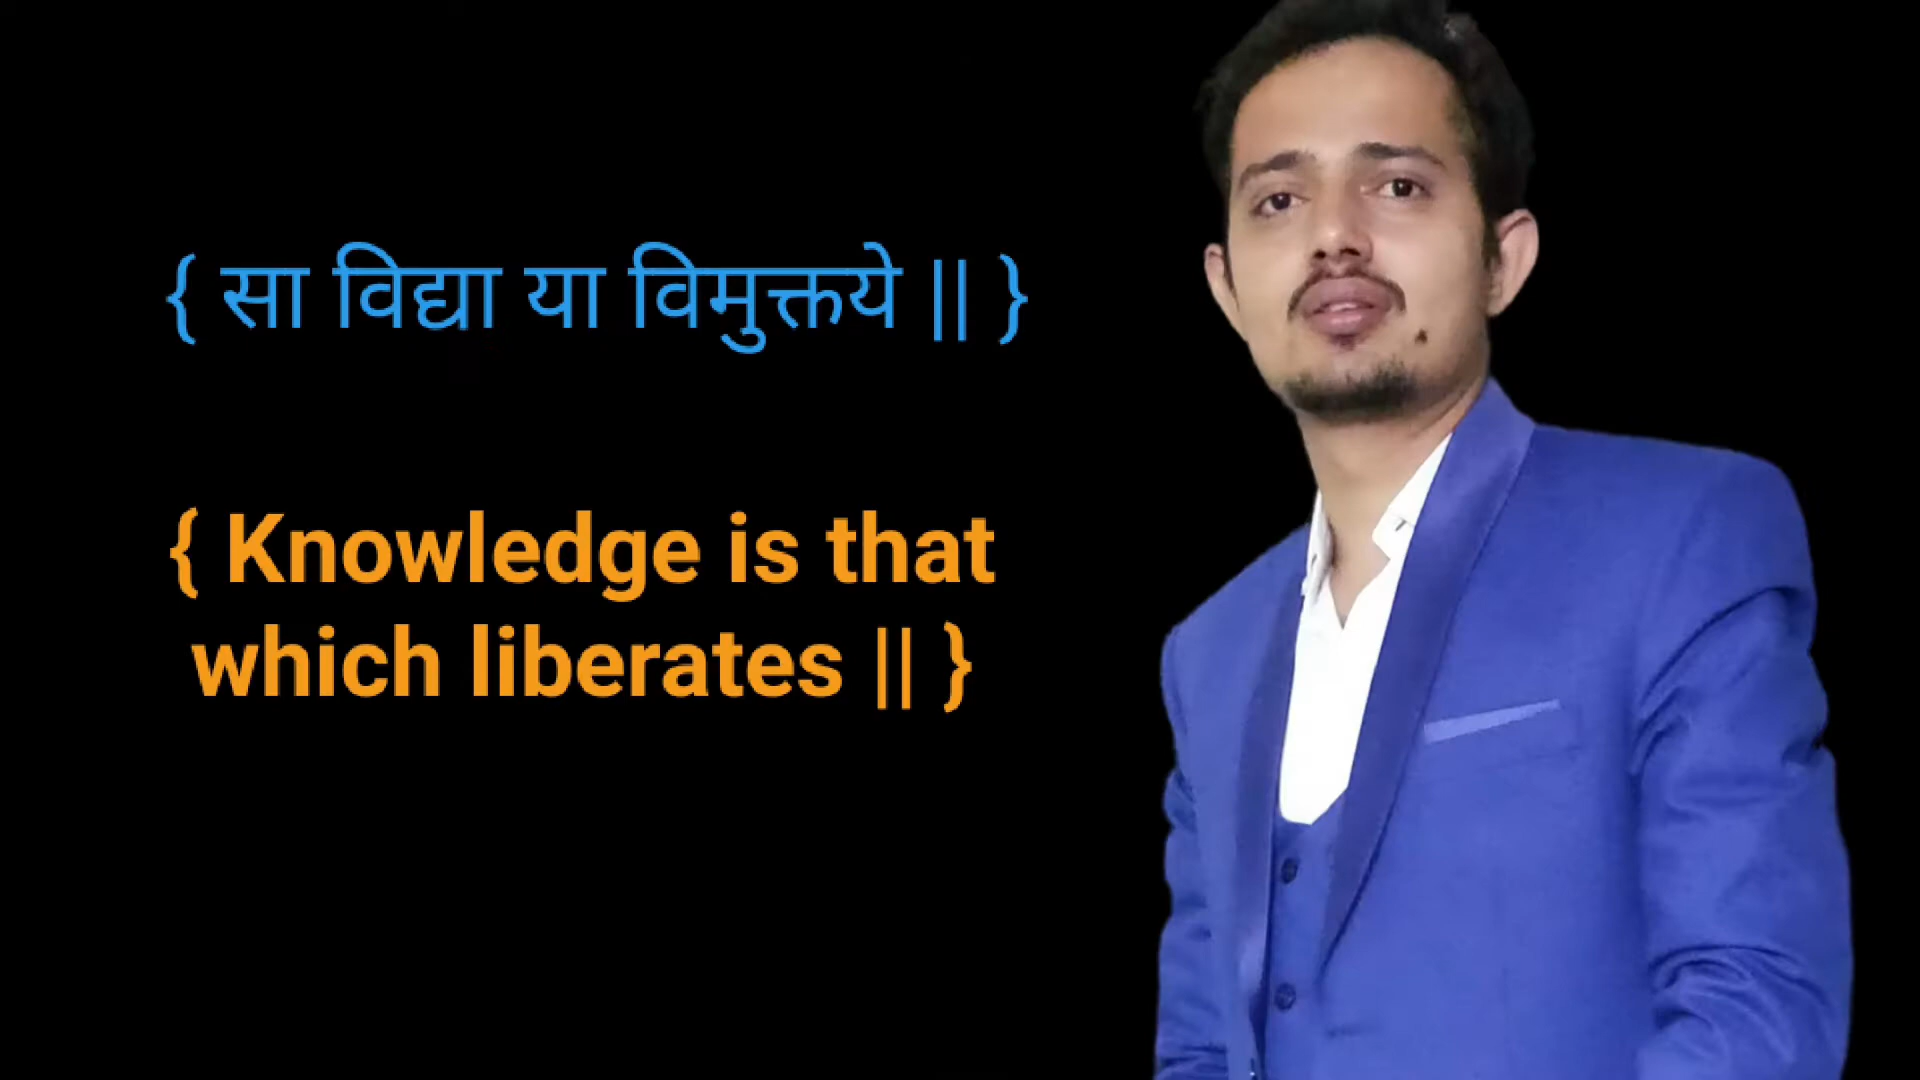 { सा विद्या या विमुक्तये || }
{ Knowledge is that
which liberates || }